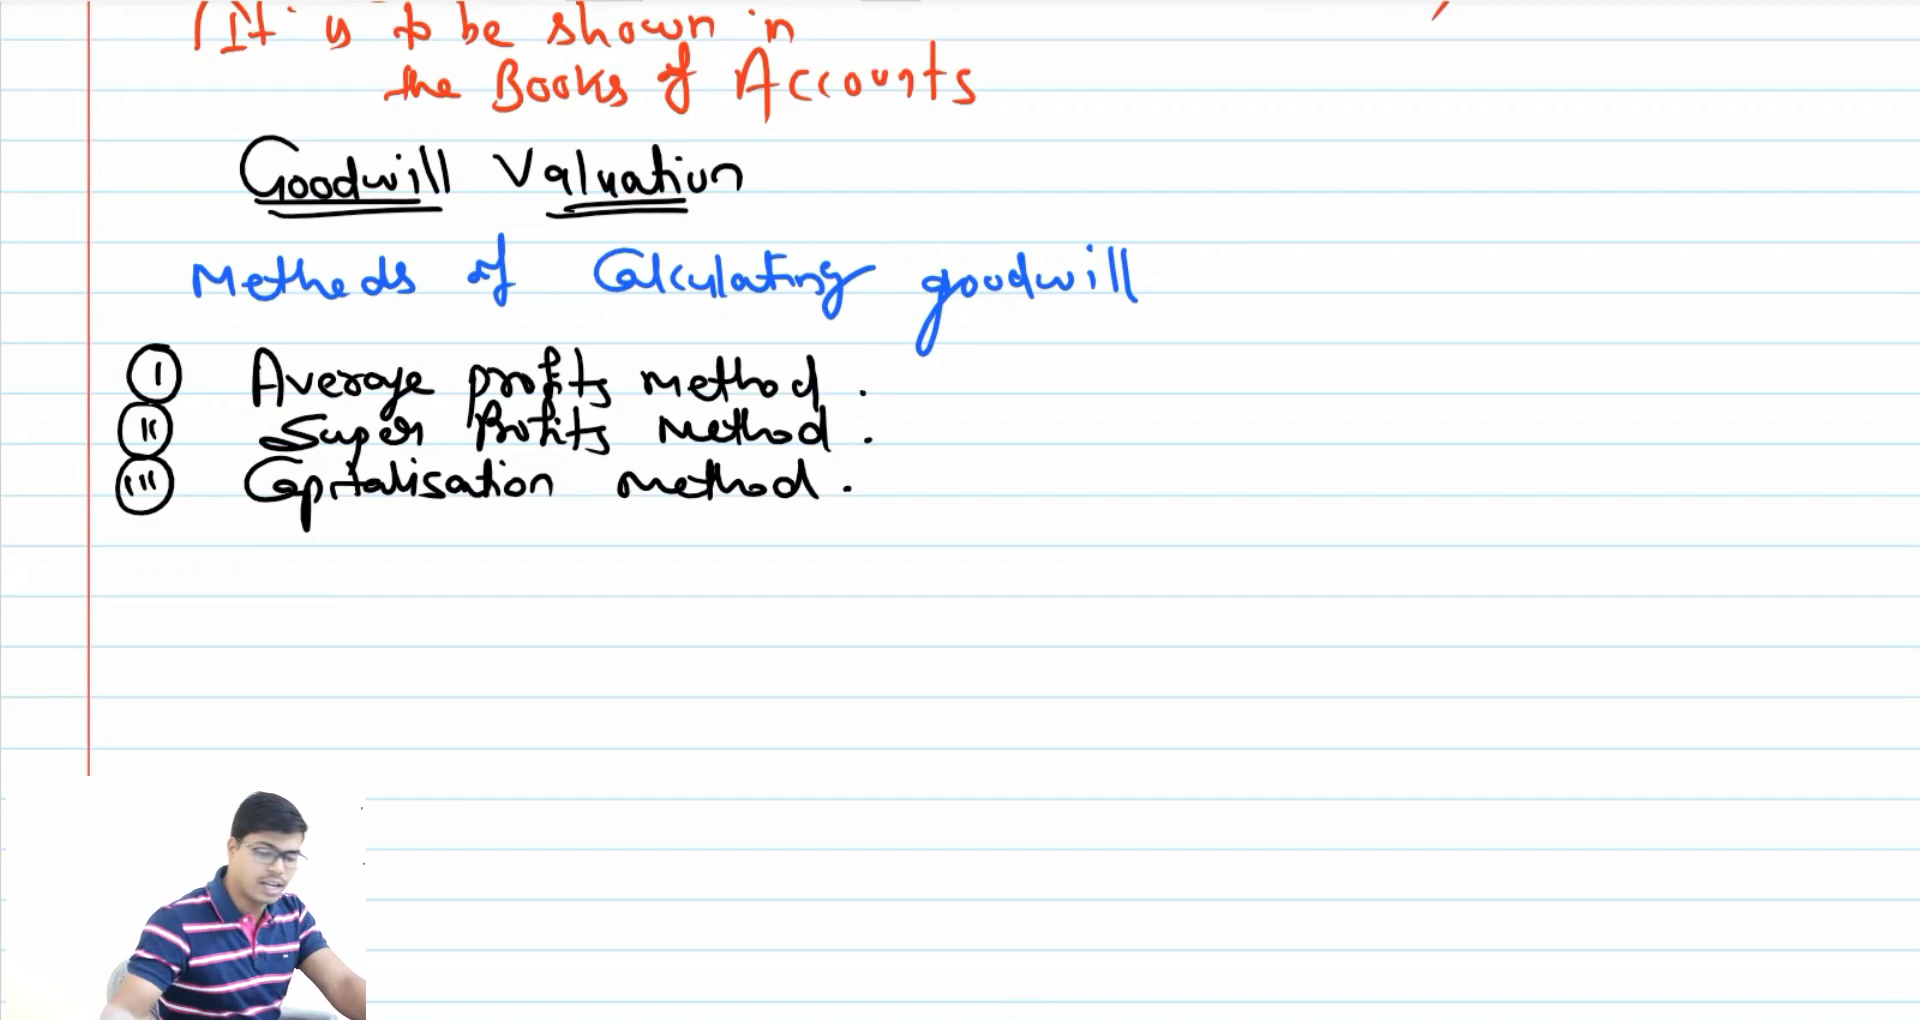 (It is to be shown in
the Books of Accounts
Goodwill Valuation
Methods of Calculating goodwill
I Average profits method.
II Super Profits Method.
III Capitalisation method.